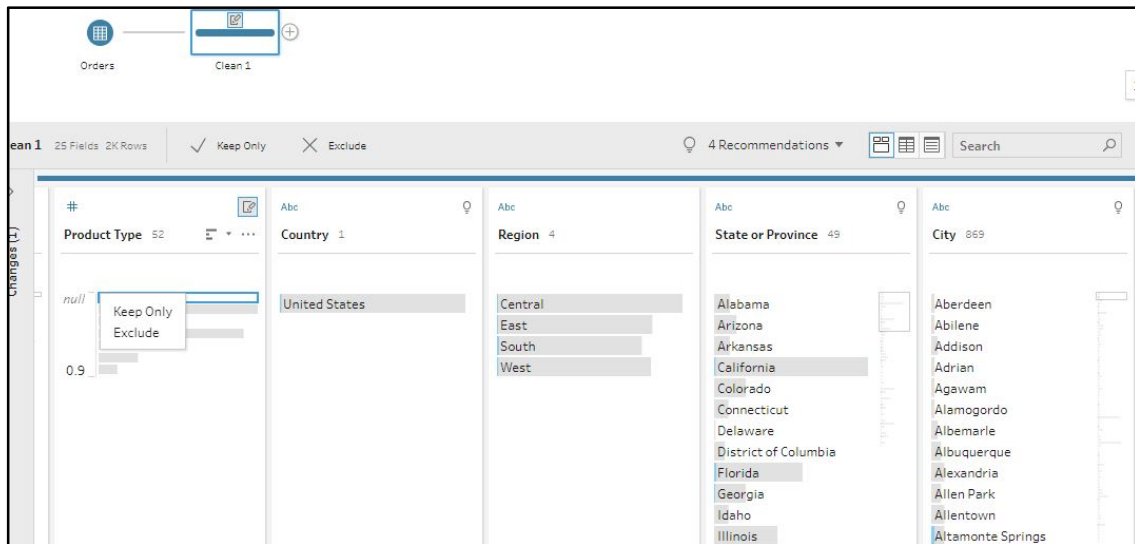 Orders
Clean 1
ean 1 25 Fields 2K Rows Keep Only Exclude 4 Recommendations Search
Changes (1)
#
Product Type 52
null
0.9
Keep Only
Exclude
Abc
Country 1
United States
Abc
Region 4
Central
East
South
West
Abc
State or Province 49
Alabama
Arizona
Arkansas
California
Colorado
Connecticut
Delaware
District of Columbia
Florida
Georgia
Idaho
Illinois
Abc
City 869
Aberdeen
Abilene
Addison
Adrian
Agawam
Alamogordo
Albemarle
Albuquerque
Alexandria
Allen Park
Allentown
Altamonte Springs